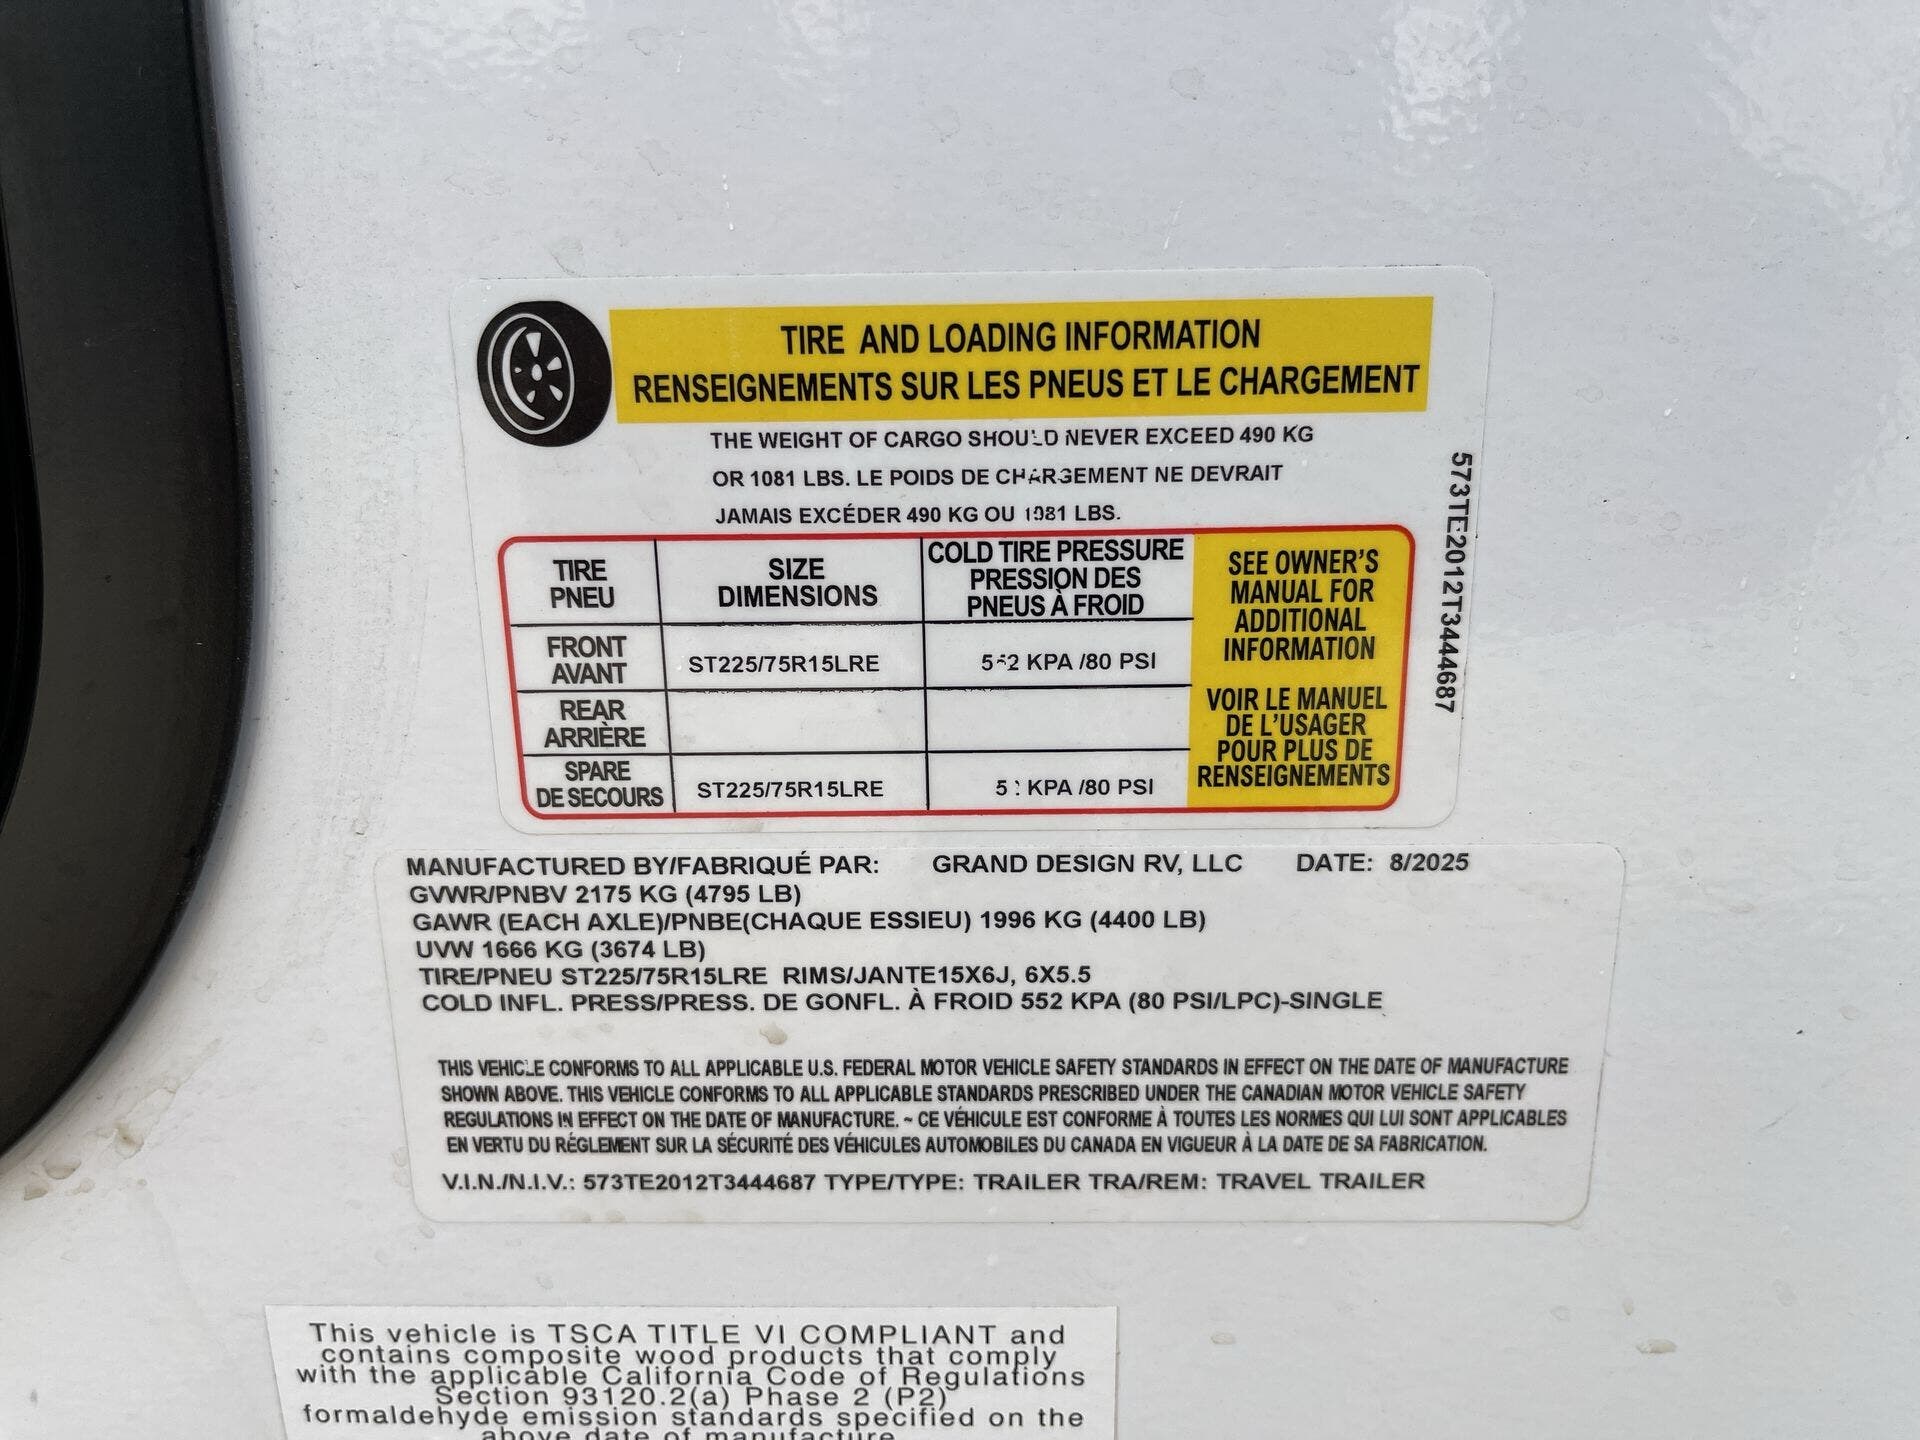 TIRE AND LOADING INFORMATION
RENSEIGNEMENTS SUR LES PNEUS ET LE CHARGEMENT
THE WEIGHT OF CARGO SHOULD NEVER EXCEED 490 KG
OR 1081 LBS. LE POIDS DE CHARGEMENT NE DEVRAIT
JAMAIS EXCÉDER 490 KG OU 1081 LBS.
TIRE
PNEU
SIZE
DIMENSIONS
COLD TIRE PRESSURE
PRESSION DES
PNEUS À FROID
FRONT
AVANT
ST225/75R15LRE
552 KPA /80 PSI
REAR
ARRIÈRE
SPARE
DE SECOURS
ST225/75R15LRE
KPA /80 PSI
SEE OWNER'S
MANUAL FOR
ADDITIONAL
INFORMATION
VOIR LE MANUEL
DE L'USAGER
POUR PLUS DE
RENSEIGNEMENTS
573TE2012T3444687
MANUFACTURED BY/FABRIQUÉ PAR: GRAND DESIGN RV, LLC DATE: 8/2025
GVWR/PNBV 2175 KG (4795 LB)
GAWR (EACH AXLE)/PNBE(CHAQUE ESSIEU) 1996 KG (4400 LB)
UVW 1666 KG (3674 LB)
TIRE/PNEU ST225/75R15LRE RIMS/JANTE15X6J, 6X5.5
COLD INFL. PRESS/PRESS. DE GONFL. À FROID 552 KPA (80 PSI/LPC)-SINGLE
THIS VEHICLE CONFORMS TO ALL APPLICABLE U.S. FEDERAL MOTOR VEHICLE SAFETY STANDARDS IN EFFECT ON THE DATE OF MANUFACTURE
SHOWN ABOVE. THIS VEHICLE CONFORMS TO ALL APPLICABLE STANDARDS PRESCRIBED UNDER THE CANADIAN MOTOR VEHICLE SAFETY
REGULATIONS IN EFFECT ON THE DATE OF MANUFACTURE. ~ CE VÉHICULE EST CONFORME À TOUTES LES NORMES QUI LUI SONT APPLICABLES
EN VERTU DU RÉGLEMENT SUR LA SÉCURITÉ DES VÉHICULES AUTOMOBILES DU CANADA EN VIGUEUR À LA DATE DE SA FABRICATION.
V.I.N./N.I.V.: 573TE2012T3444687 TYPE/TYPE: TRAILER TRA/REM: TRAVEL TRAILER
This vehicle is TSCA TITLE VI COMPLIANT and
contains composite wood products that comply
with the applicable California Code of Regulations
Section 93120.2(a) Phase 2 (P2)
formaldehyde emission standards specified on the
above date of manufacture